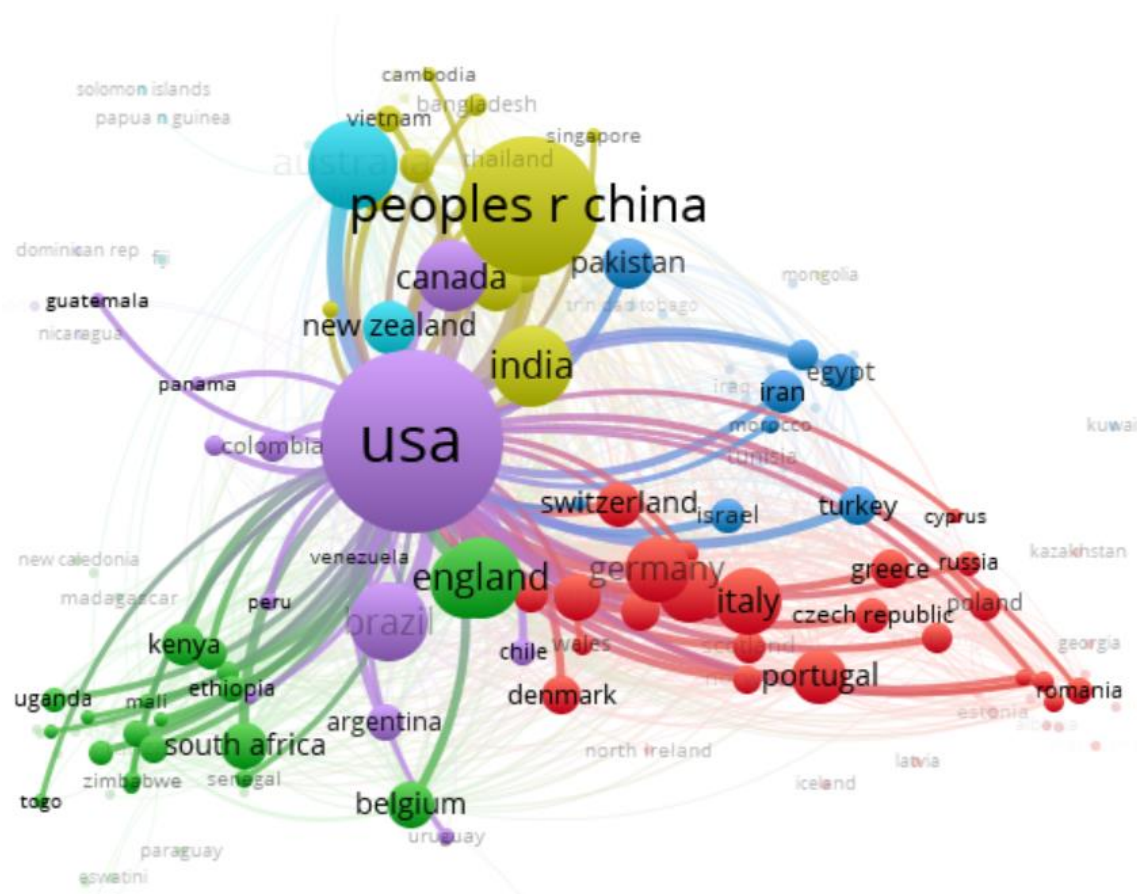 cambodia
solomon islands
bangladesh
papua n guinea
vietnam
singapore
australia
thailand
peoples r china
dominican rep
fiji
pakistan
canada
mongolia
guatemala
trinidad tobago
new zealand
nicaragua
india
panama
egypt
iraq
iran
morocco
kuwait
usa
colombia
tunisia
switzerland
israel
turkey
cyprus
new caledonia
venezuela
kazakhstan
england
germany
greece
russia
madagascar
peru
italy
poland
brazil
czech republic
kenya
chile
wales
scotland
georgia
uganda
mali
ethiopia
denmark
portugal
romania
argentina
estonia
south africa
north ireland
zimbabwe
senegal
latvia
iceland
togo
belgium
uruguay
paraguay
eswatini